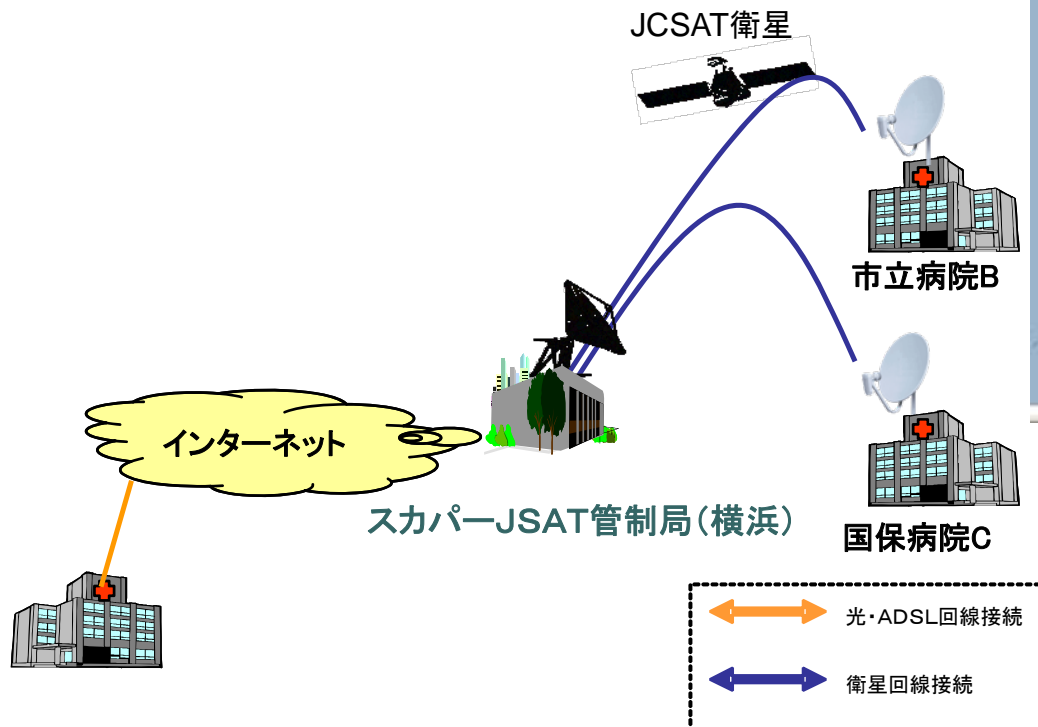 JCSAT衛星
市立病院B
インターネット
スカパーJSAT管制局（横浜）
国保病院C
光・ADSL回線接続
衛星回線接続